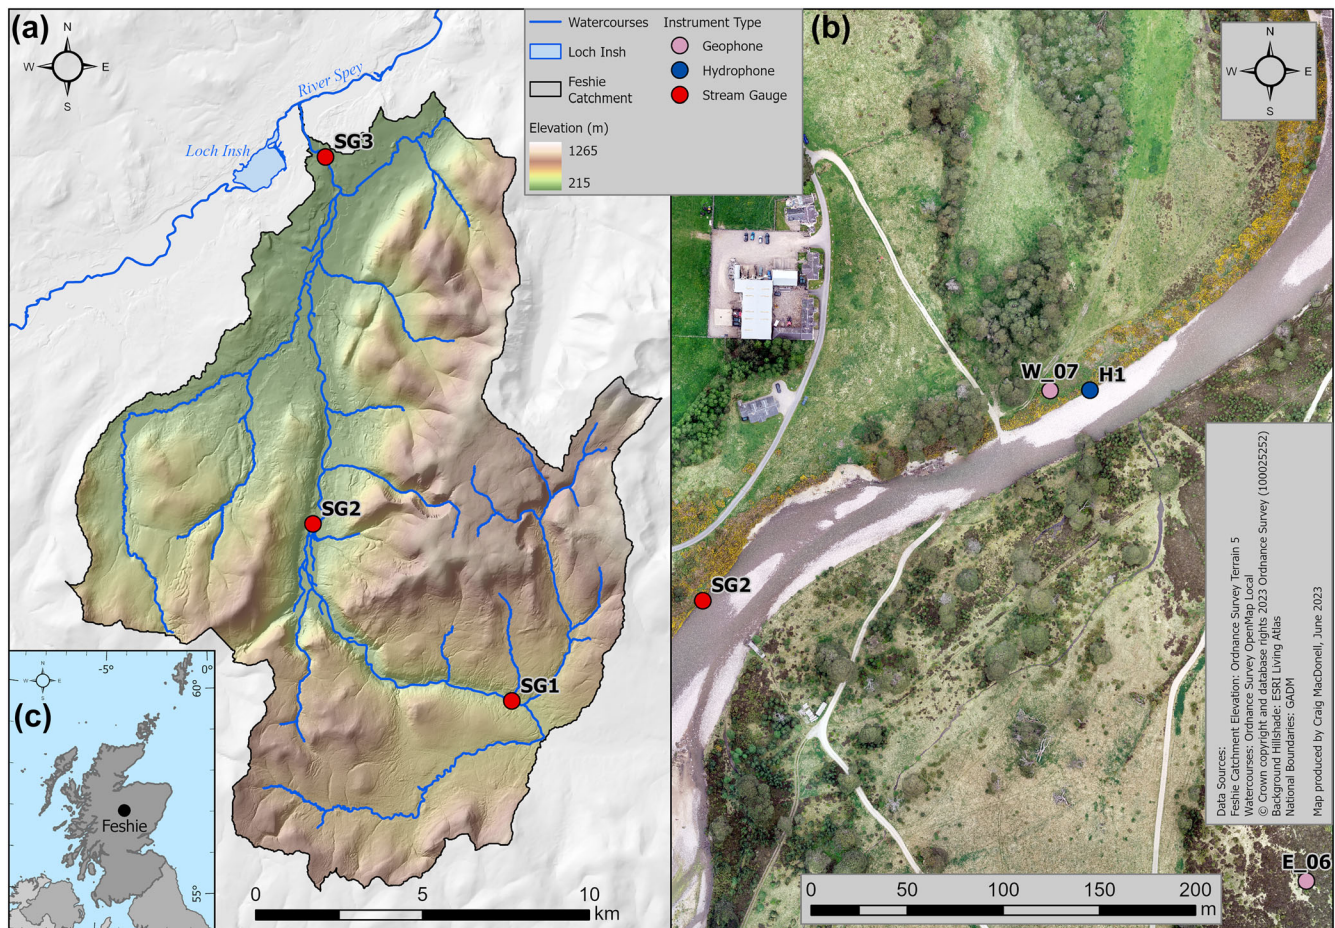 (a)
N
W E
S
River Spey
Loch Insh
SG3
SG2
SG1
0 5 10
km
Watercourses
Loch Insh
Feshie
Catchment
Elevation (m)
1265
215
Instrument Type
Geophone
Hydrophone
Stream Gauge
(b)
N
W E
S
W_07 H1
SG2
E_06
0 50 100 150 200
m
Data Sources:
Feshie Catchment Elevation: Ordnance Survey Terrain 5
Watercourses: Ordnance Survey OpenMap Local
© Crown copyright and database rights 2023 Ordnance Survey (100025252)
Background Hillshade: ESRI Living Atlas
National Boundaries: GADM
Map produced by Craig MacDonell, June 2023
(c)
N
W E
S
-5° 0°
60°
55°
Feshie